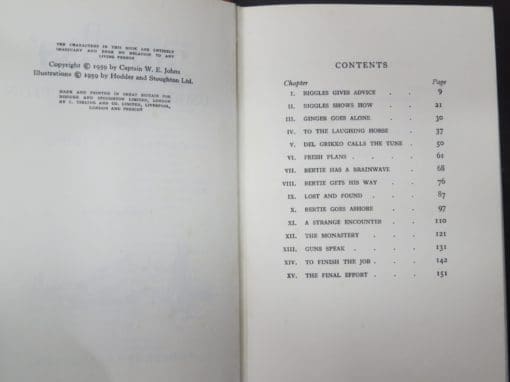 THE CHARACTERS IN THIS BOOK ARE ENTIRELY
IMAGINARY AND BEAR NO RELATION TO ANY
LIVING PERSON
Copyright © 1959 by Captain W. E. Johns
Illustrations © 1959 by Hodder and Stoughton Ltd.
MADE AND PRINTED IN GREAT BRITAIN FOR
HODDER AND STOUGHTON LIMITED, LONDON
BY C. TINLING AND CO. LIMITED, LIVERPOOL,
LONDON AND PRESCOT
CONTENTS
Chapter Page
I. BIGGLES GIVES ADVICE . . 9
II. BIGGLES SHOWS HOW . . 21
III. GINGER GOES ALONE . . 30
IV. TO THE LAUGHING HORSE . . 37
V. DEL GRIKKO CALLS THE TUNE . . 50
VI. FRESH PLANS . . . 61
VII. BERTIE HAS A BRAINWAVE . . 68
VIII. BERTIE GETS HIS WAY . . 76
IX. LOST AND FOUND . . 87
X. BERTIE GOES ASHORE . . 97
XI. A STRANGE ENCOUNTER . . 110
XII. THE MONASTERY . . 121
XIII. GUNS SPEAK . . . 131
XIV. TO FINISH THE JOB . . . 142
XV. THE FINAL EFFORT . . . 151